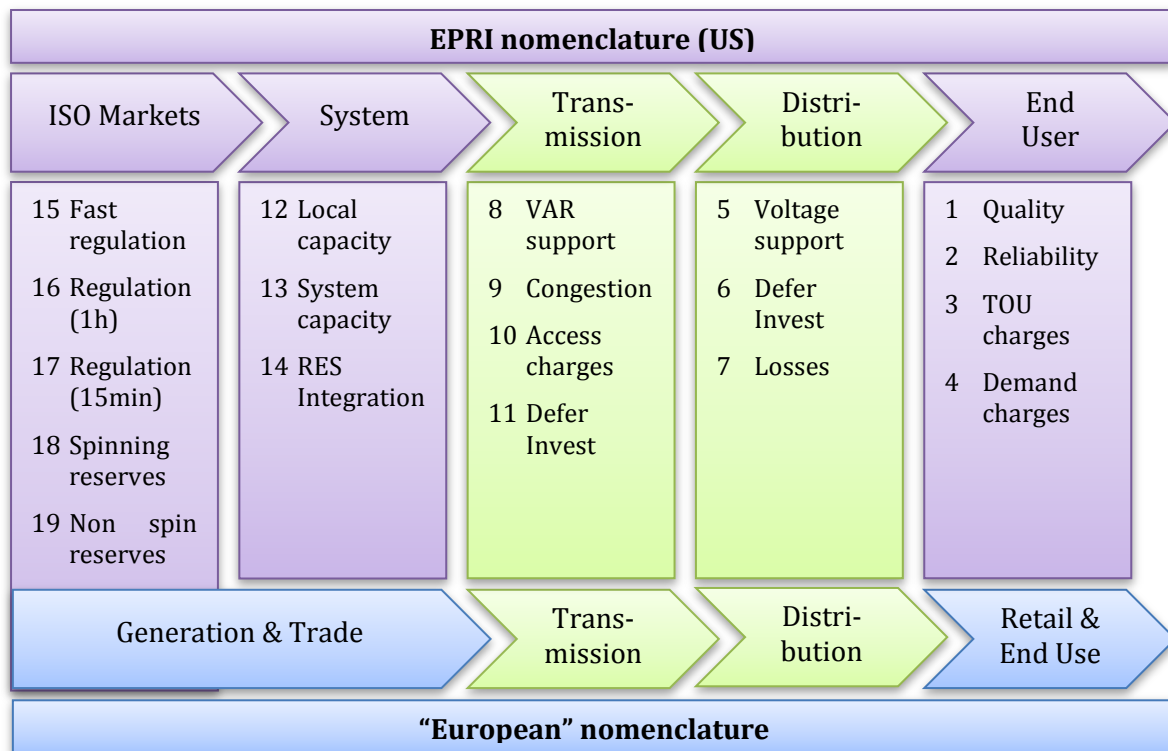 EPRI nomenclature (US)
ISO Markets
System
Trans-
mission
Distri-
bution
End
User
15 Fast
regulation
16 Regulation
(1h)
17 Regulation
(15min)
18 Spinning
reserves
19 Non spin
reserves
12 Local
capacity
13 System
capacity
14 RES
Integration
8 VAR
support
9 Congestion
10 Access
charges
11 Defer
Invest
5 Voltage
support
6 Defer
Invest
7 Losses
1 Quality
2 Reliability
3 TOU
charges
4 Demand
charges
Generation & Trade
Trans-
mission
Distri-
bution
Retail &
End Use
“European” nomenclature